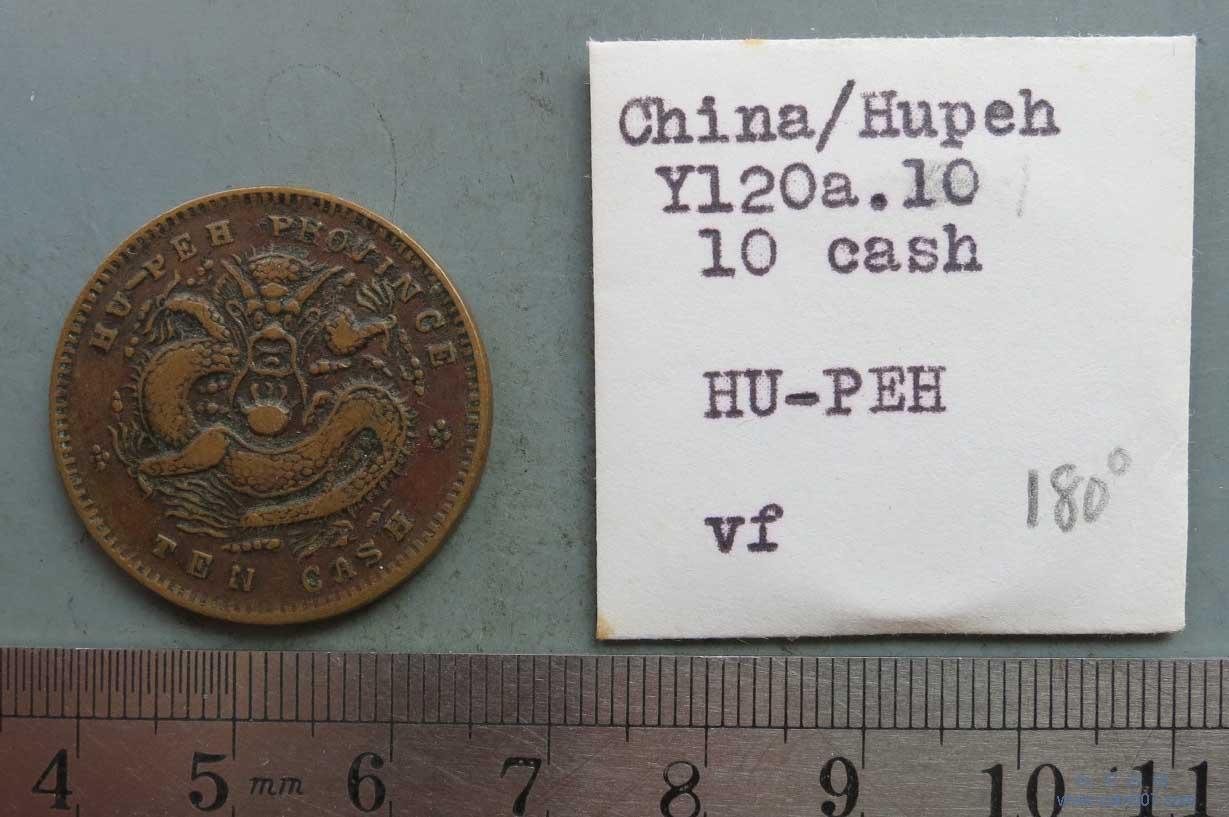 HU-PEH PROVINCE
TEN CASH
China/Hupeh
Y120a.10
10 cash
HU-PEH
vf
180°
4 5 mm 6 7 8 9 10 11